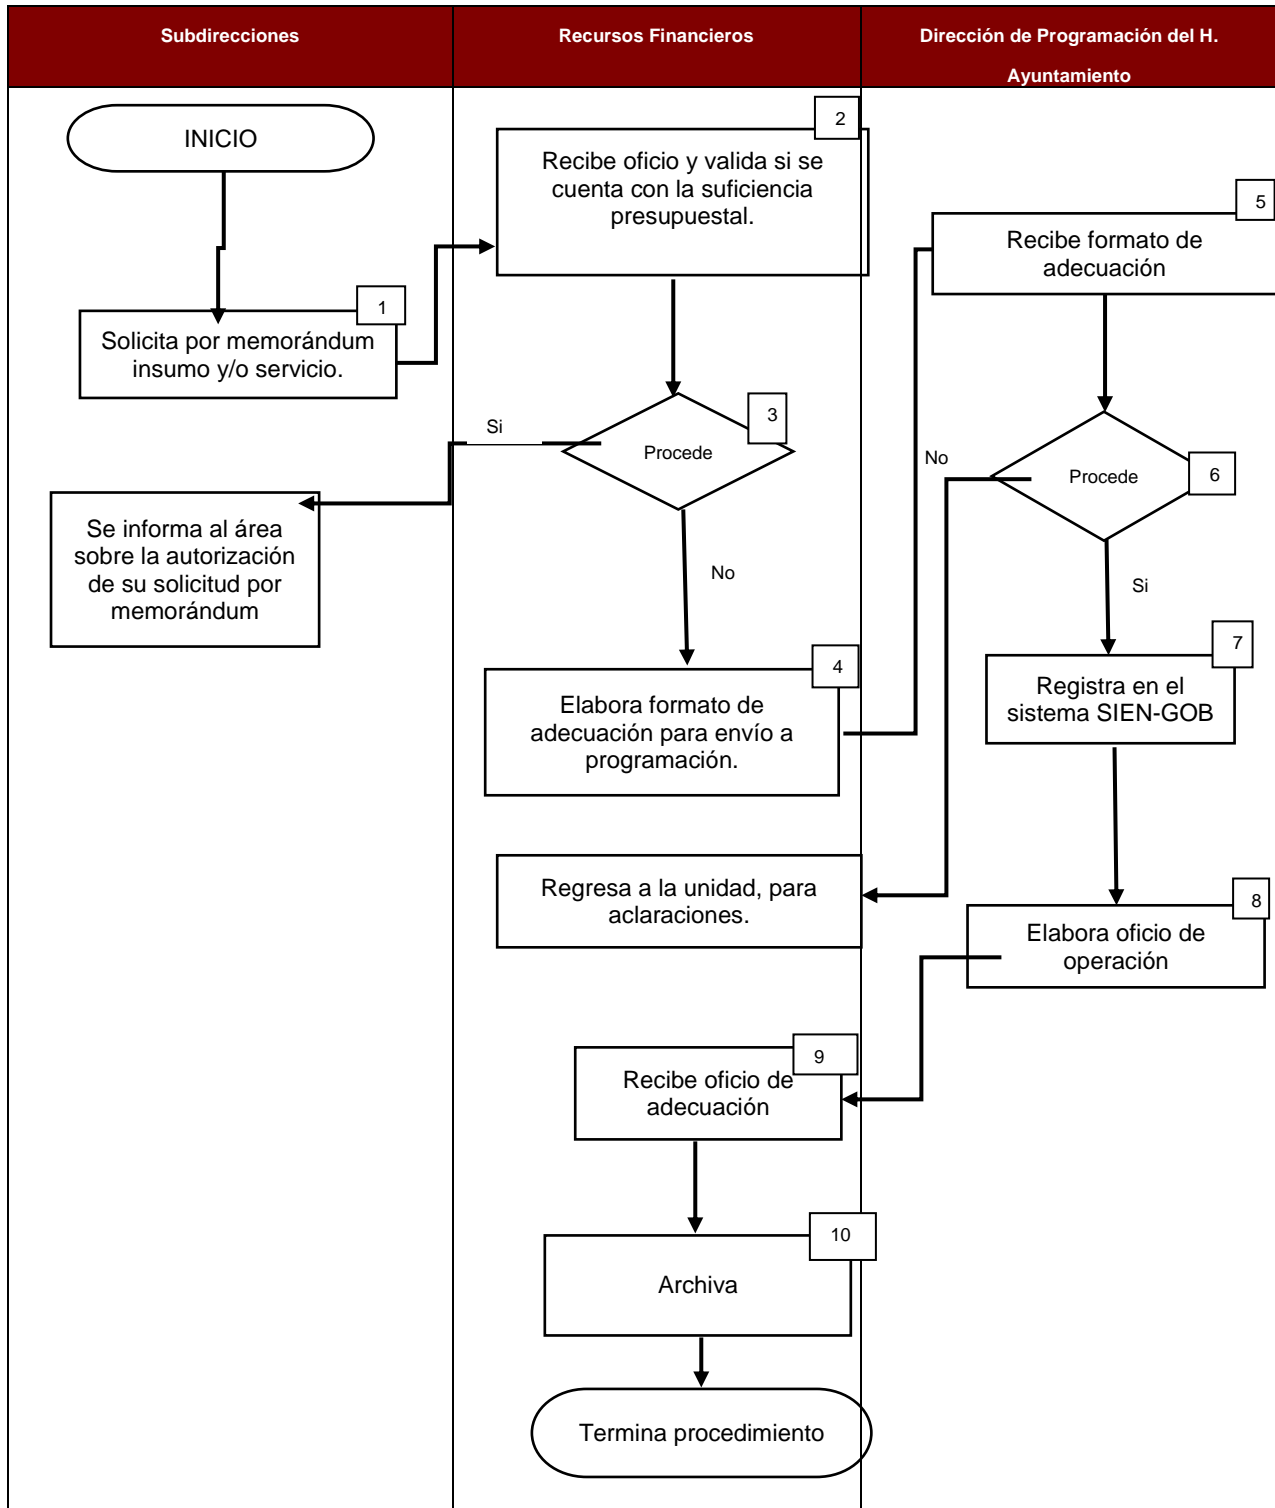 Subdirecciones
Recursos Financieros
Dirección de Programación del H.
Ayuntamiento
INICIO
1
Solicita por memorándum
insumo y/o servicio.
2
Recibe oficio y valida si se
cuenta con la suficiencia
presupuestal.
3
Procede
Si
Se informa al área
sobre la autorización
de su solicitud por
memorándum
No
4
Elabora formato de
adecuación para envío a
programación.
5
Recibe formato de
adecuación
6
Procede
No
Regresa a la unidad, para
aclaraciones.
Si
7
Registra en el
sistema SIEN-GOB
8
Elabora oficio de
operación
9
Recibe oficio de
adecuación
10
Archiva
Termina procedimiento